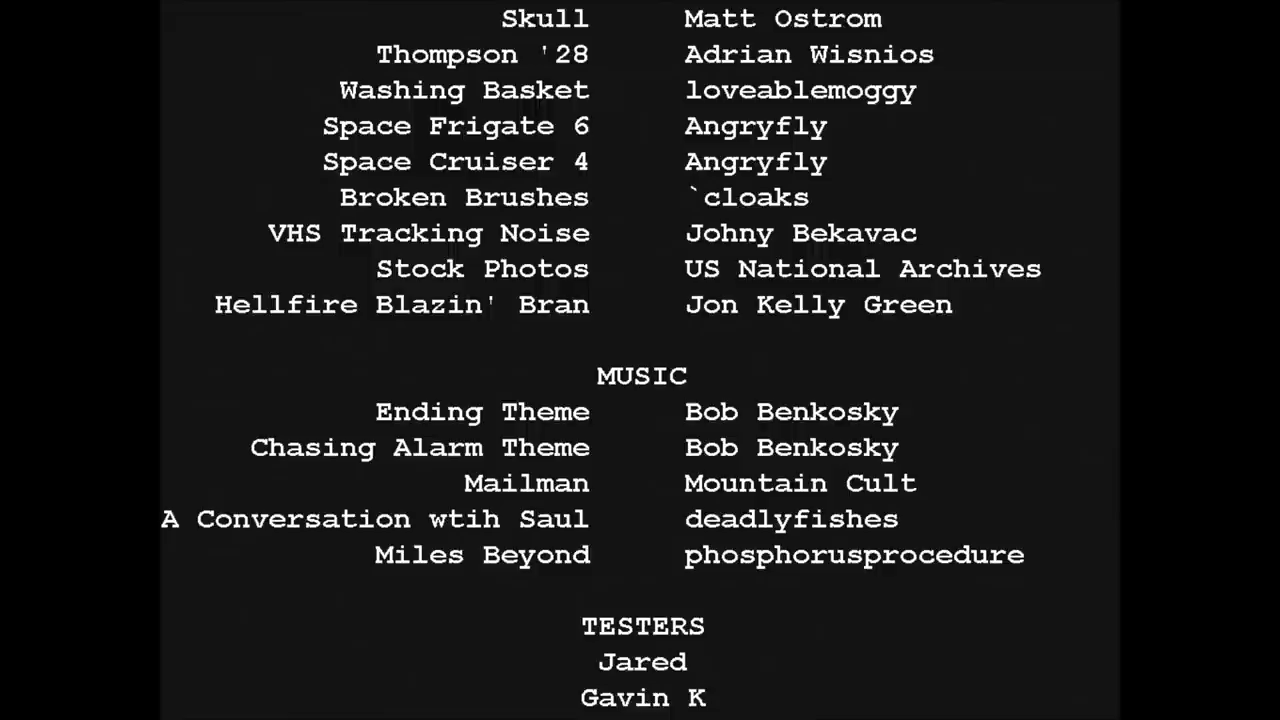 Skull Matt Ostrom
Thompson '28 Adrian Wisnios
Washing Basket loveablemoggy
Space Frigate 6 Angryfly
Space Cruiser 4 Angryfly
Broken Brushes `cloaks
VHS Tracking Noise Johny Bekavac
Stock Photos US National Archives
Hellfire Blazin' Bran Jon Kelly Green
MUSIC
Ending Theme Bob Benkosky
Chasing Alarm Theme Bob Benkosky
Mailman Mountain Cult
A Conversation wtih Saul deadlyfishes
Miles Beyond phosphorusprocedure
TESTERS
Jared
Gavin K